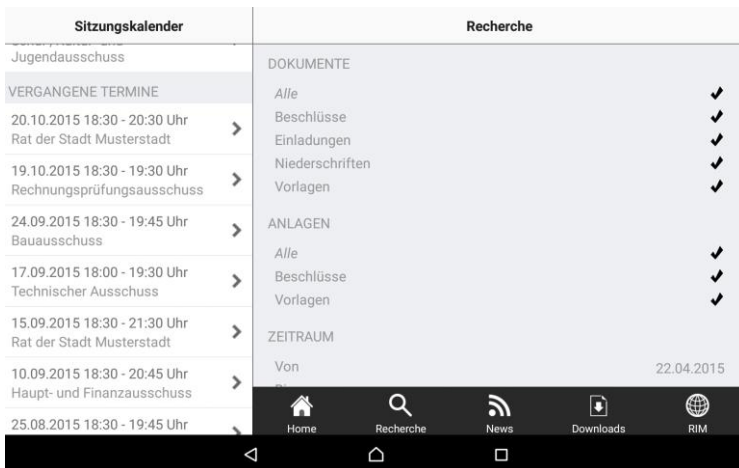 Sitzungskalender
Jugendausschuss
VERGANGENE TERMINE
20.10.2015 18:30 - 20:30 Uhr
Rat der Stadt Musterstadt
19.10.2015 18:30 - 19:30 Uhr
Rechnungsprüfungsausschuss
24.09.2015 18:30 - 19:45 Uhr
Bauausschuss
17.09.2015 18:00 - 19:30 Uhr
Technischer Ausschuss
15.09.2015 18:30 - 21:30 Uhr
Rat der Stadt Musterstadt
10.09.2015 18:30 - 20:45 Uhr
Haupt- und Finanzausschuss
25.08.2015 18:30 - 19:45 Uhr
Recherche
DOKUMENTE
Alle
Beschlüsse
Einladungen
Niederschriften
Vorlagen
ANLAGEN
Alle
Beschlüsse
Vorlagen
ZEITRAUM
Von 22.04.2015
Home Recherche News Downloads RIM